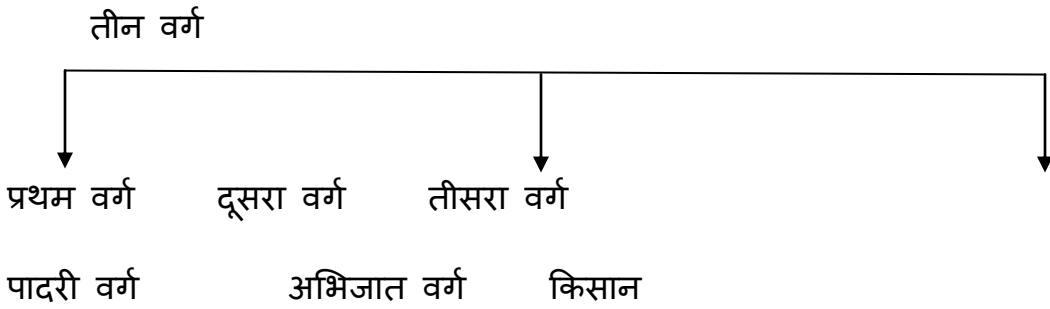 तीन वर्ग
प्रथम वर्ग दूसरा वर्ग तीसरा वर्ग
पादरी वर्ग अभिजात वर्ग किसान